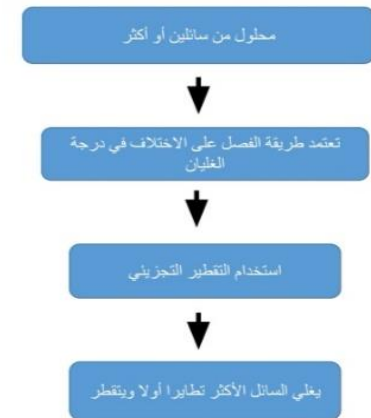 محلول من سائلين أو أكثر
تعتمد طريقة الفصل على الاختلاف في درجة
الغليان
استخدام التقطير التجزيئي
يغلي السائل الأكثر تطايرا أولا ويتقطر